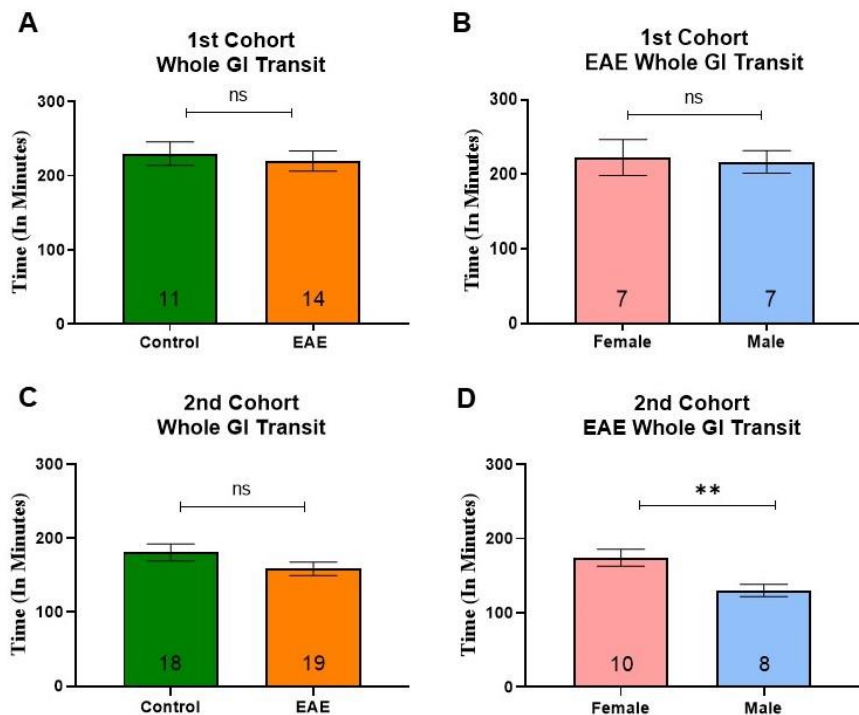 A
1st Cohort
Whole GI Transit
Time (In Minutes)
300
200
100
0
ns
11
14
Control
EAE
B
1st Cohort
EAE Whole GI Transit
Time (In Minutes)
300
200
100
0
ns
7
7
Female
Male
C
2nd Cohort
Whole GI Transit
Time (In Minutes)
300
200
100
0
ns
18
19
Control
EAE
D
2nd Cohort
EAE Whole GI Transit
Time (In Minutes)
300
200
100
0
**
10
8
Female
Male